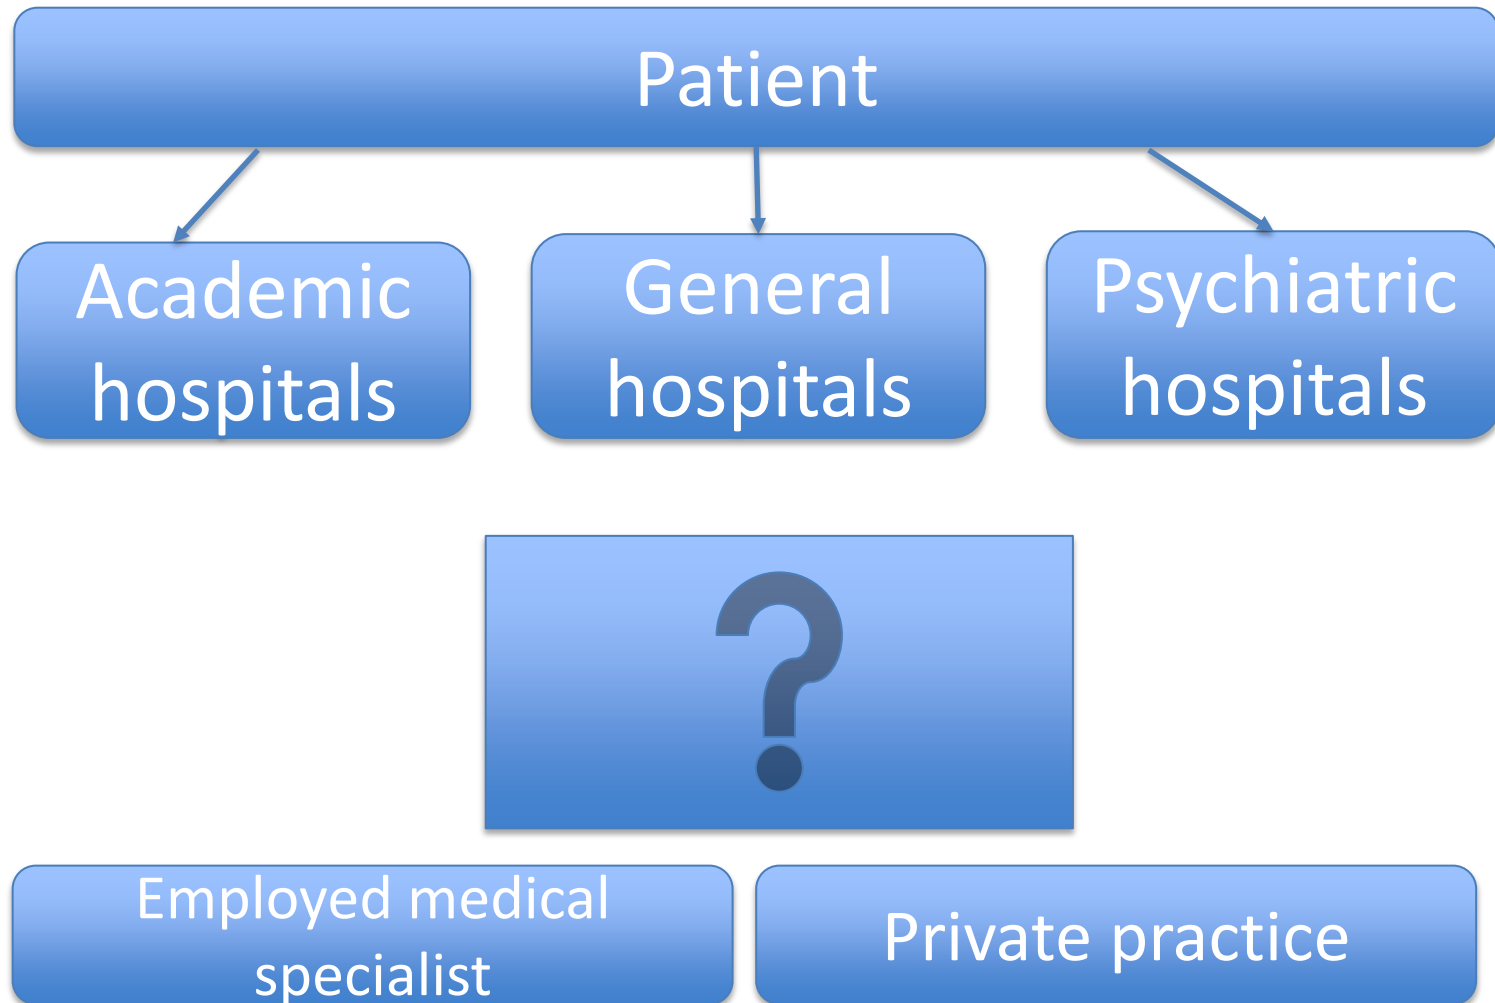 Patient
Academic
hospitals
General
hospitals
Psychiatric
hospitals
?
Employed medical
specialist
Private practice